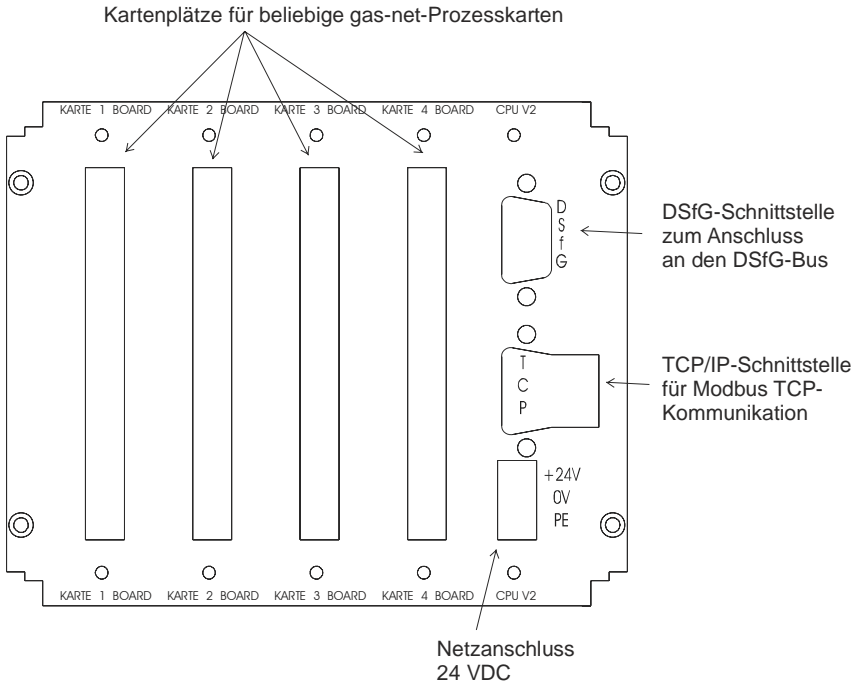 Kartenplätze für beliebige gas-net-Prozesskarten
KARTE 1 BOARD KARTE 2 BOARD KARTE 3 BOARD KARTE 4 BOARD CPU V2
D
S
f
G
DSfG-Schnittstelle
zum Anschluss
an den DSfG-Bus
T
C
P
TCP/IP-Schnittstelle
für Modbus TCP-
Kommunikation
+24V
0V
PE
KARTE 1 BOARD KARTE 2 BOARD KARTE 3 BOARD KARTE 4 BOARD CPU V2
Netzanschluss
24 VDC